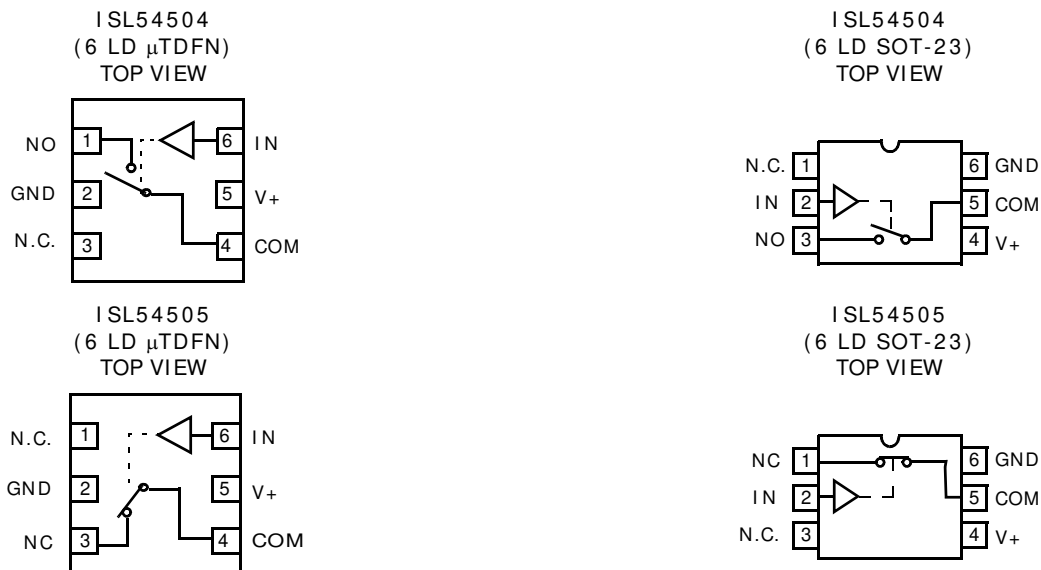 ISL54504
(6 LD μTDFN)
TOP VIEW
NO 1 6 IN
GND 2 5 V+
N.C. 3 4 COM
ISL54504
(6 LD SOT-23)
TOP VIEW
N.C. 1 6 GND
IN 2 5 COM
NO 3 4 V+
ISL54505
(6 LD μTDFN)
TOP VIEW
N.C. 1 6 IN
GND 2 5 V+
NC 3 4 COM
ISL54505
(6 LD SOT-23)
TOP VIEW
NC 1 6 GND
IN 2 5 COM
N.C. 3 4 V+